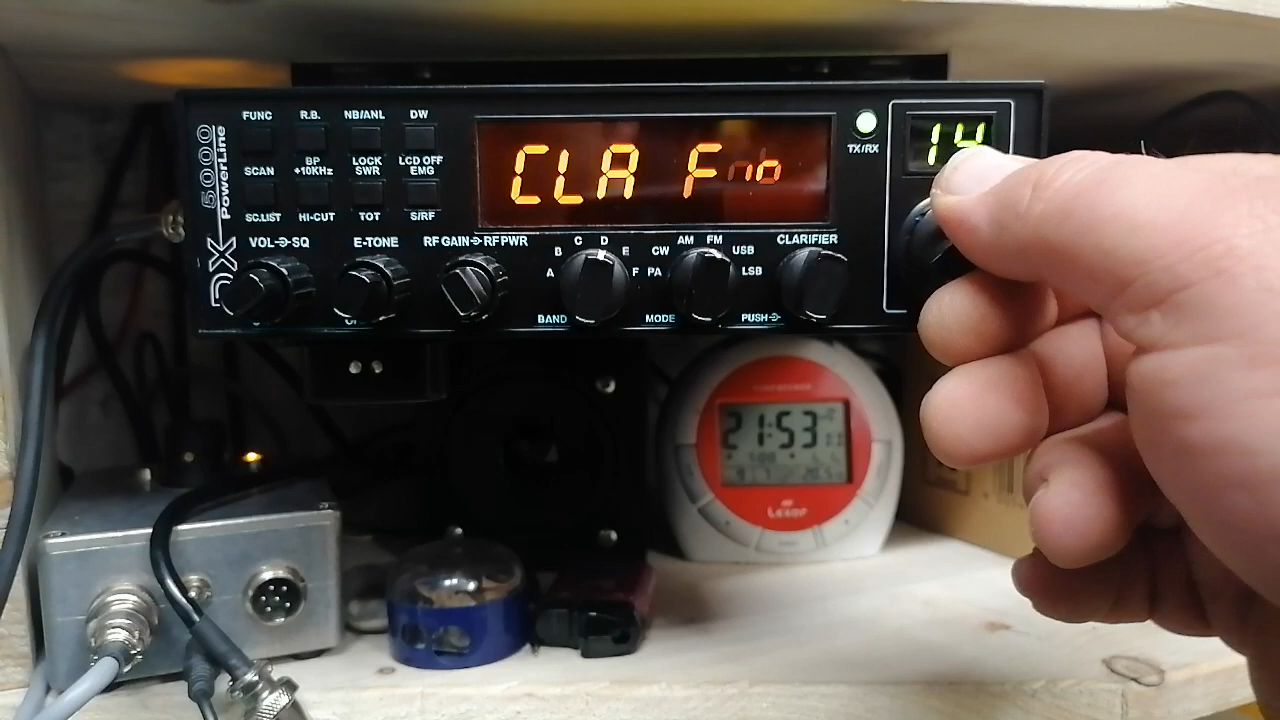 FUNC R.B. NB/ANL DW
SCAN BP +10KHz LOCK SWR LCD OFF EMG
SC.LIST HI-CUT TOT S/RF
DX 5000 PowerLine
CLA Fno
TX/RX
14
VOL SQ E-TONE RF GAIN RF PWR
A B C D E F
BAND
PA CW AM FM USB LSB
MODE
CLARIFIER
PUSH
21:53
Lexor